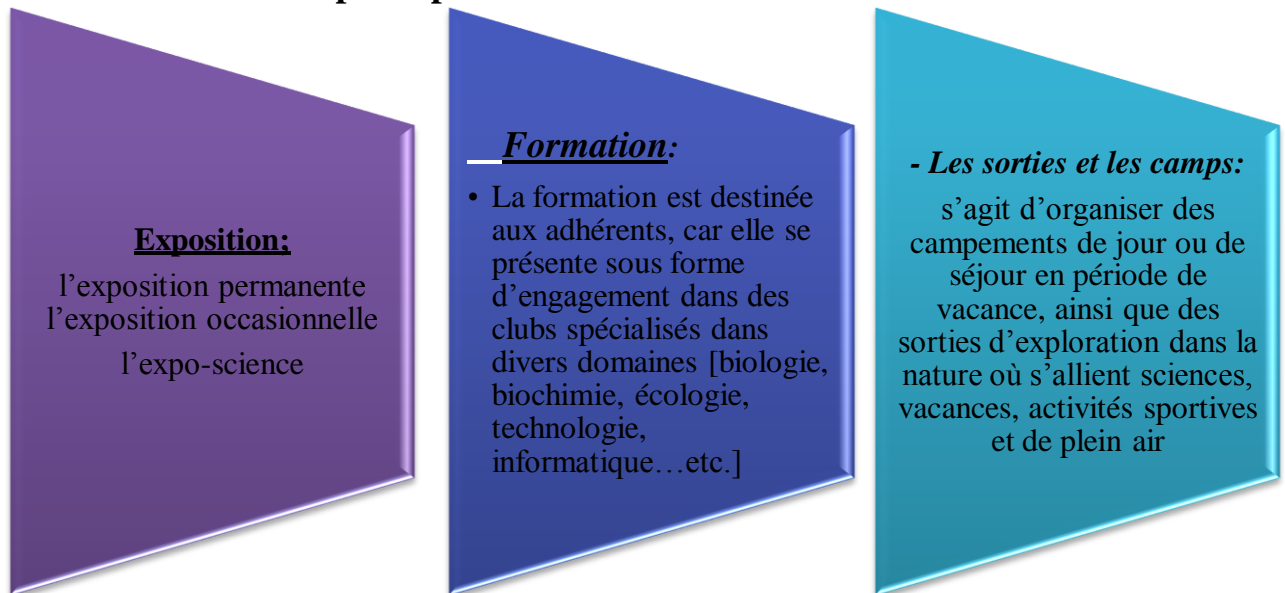 Exposition;
l’exposition permanente
l’exposition occasionnelle
l’expo-science
Formation:
• La formation est destinée
aux adhérents, car elle se
présente sous forme
d’engagement dans des
clubs spécialisés dans
divers domaines [biologie,
biochimie, écologie,
technologie,
informatique…etc.]
- Les sorties et les camps:
s’agit d’organiser des
campements de jour ou de
séjour en période de
vacance, ainsi que des
sorties d’exploration dans la
nature où s’allient sciences,
vacances, activités sportives
et de plein air